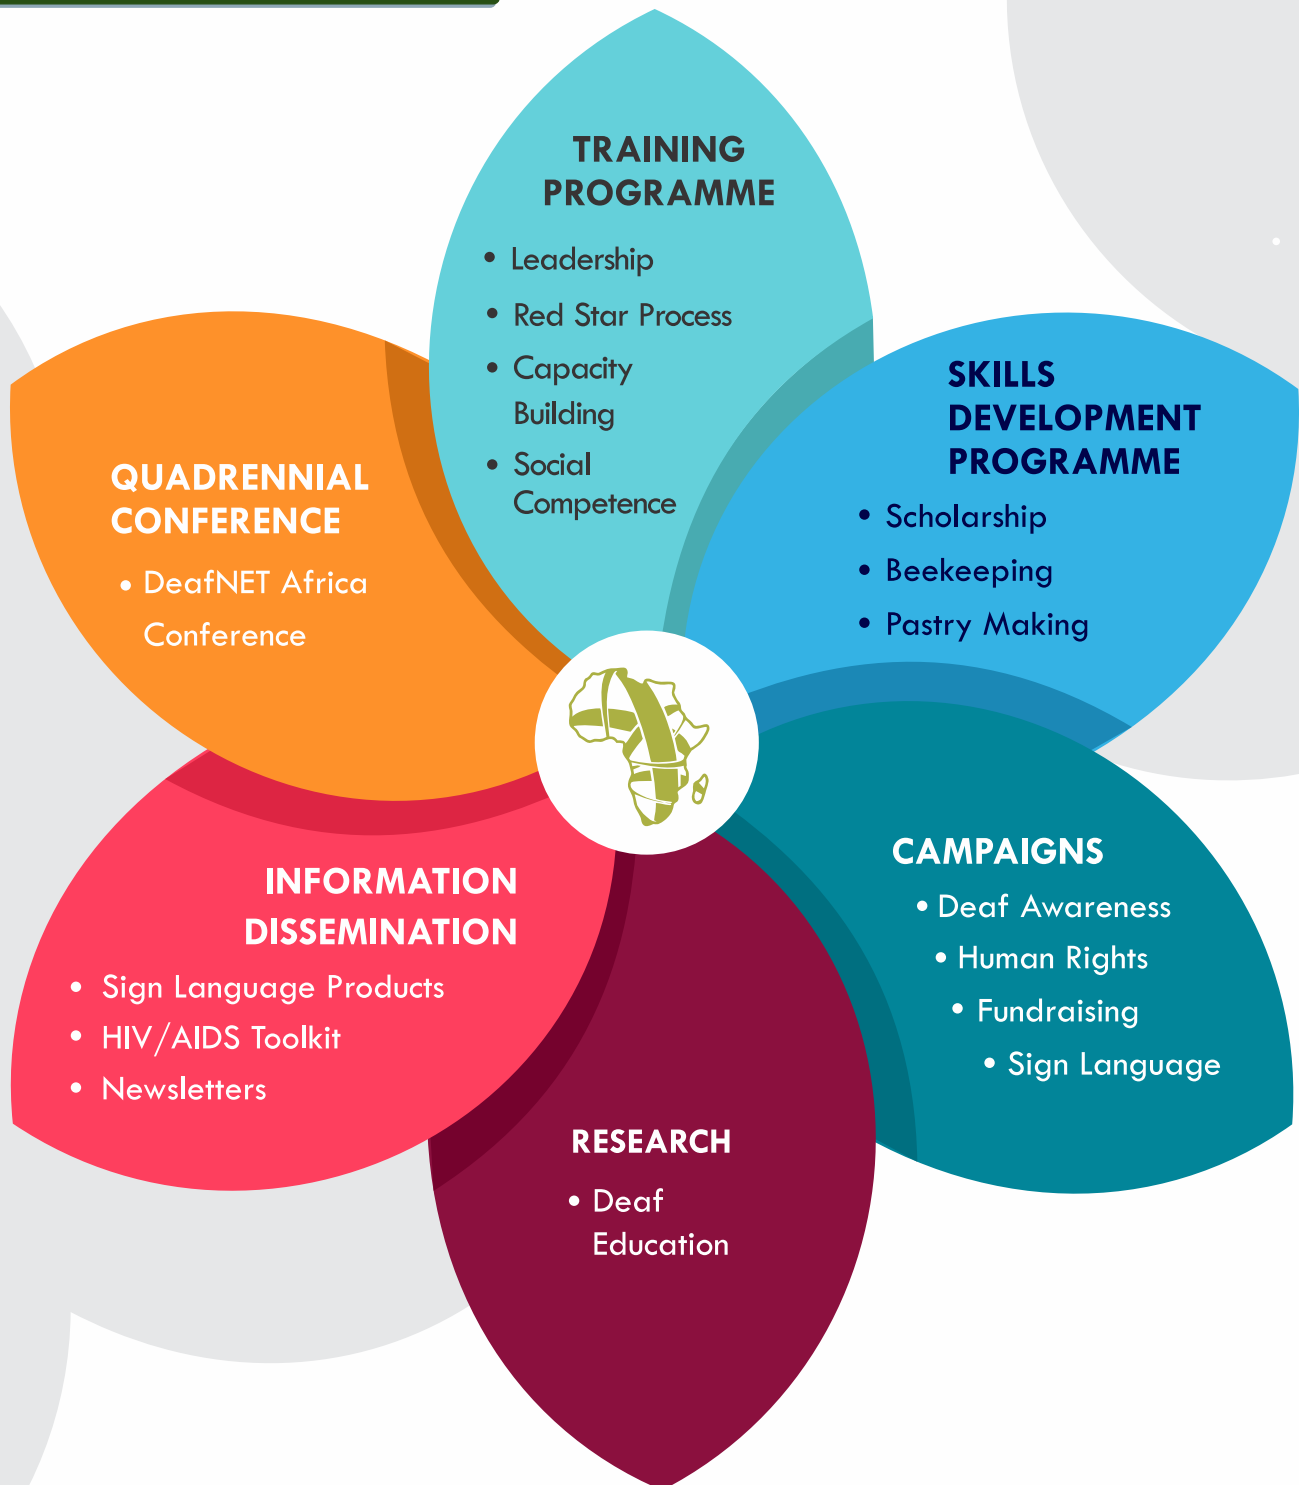 TRAINING
PROGRAMME
• Leadership
• Red Star Process
• Capacity
Building
• Social
Competence
SKILLS
DEVELOPMENT
PROGRAMME
• Scholarship
• Beekeeping
• Pastry Making
CAMPAIGNS
• Deaf Awareness
• Human Rights
• Fundraising
• Sign Language
RESEARCH
• Deaf
Education
INFORMATION
DISSEMINATION
• Sign Language Products
• HIV/AIDS Toolkit
• Newsletters
QUADRENNIAL
CONFERENCE
• DeafNET Africa
Conference